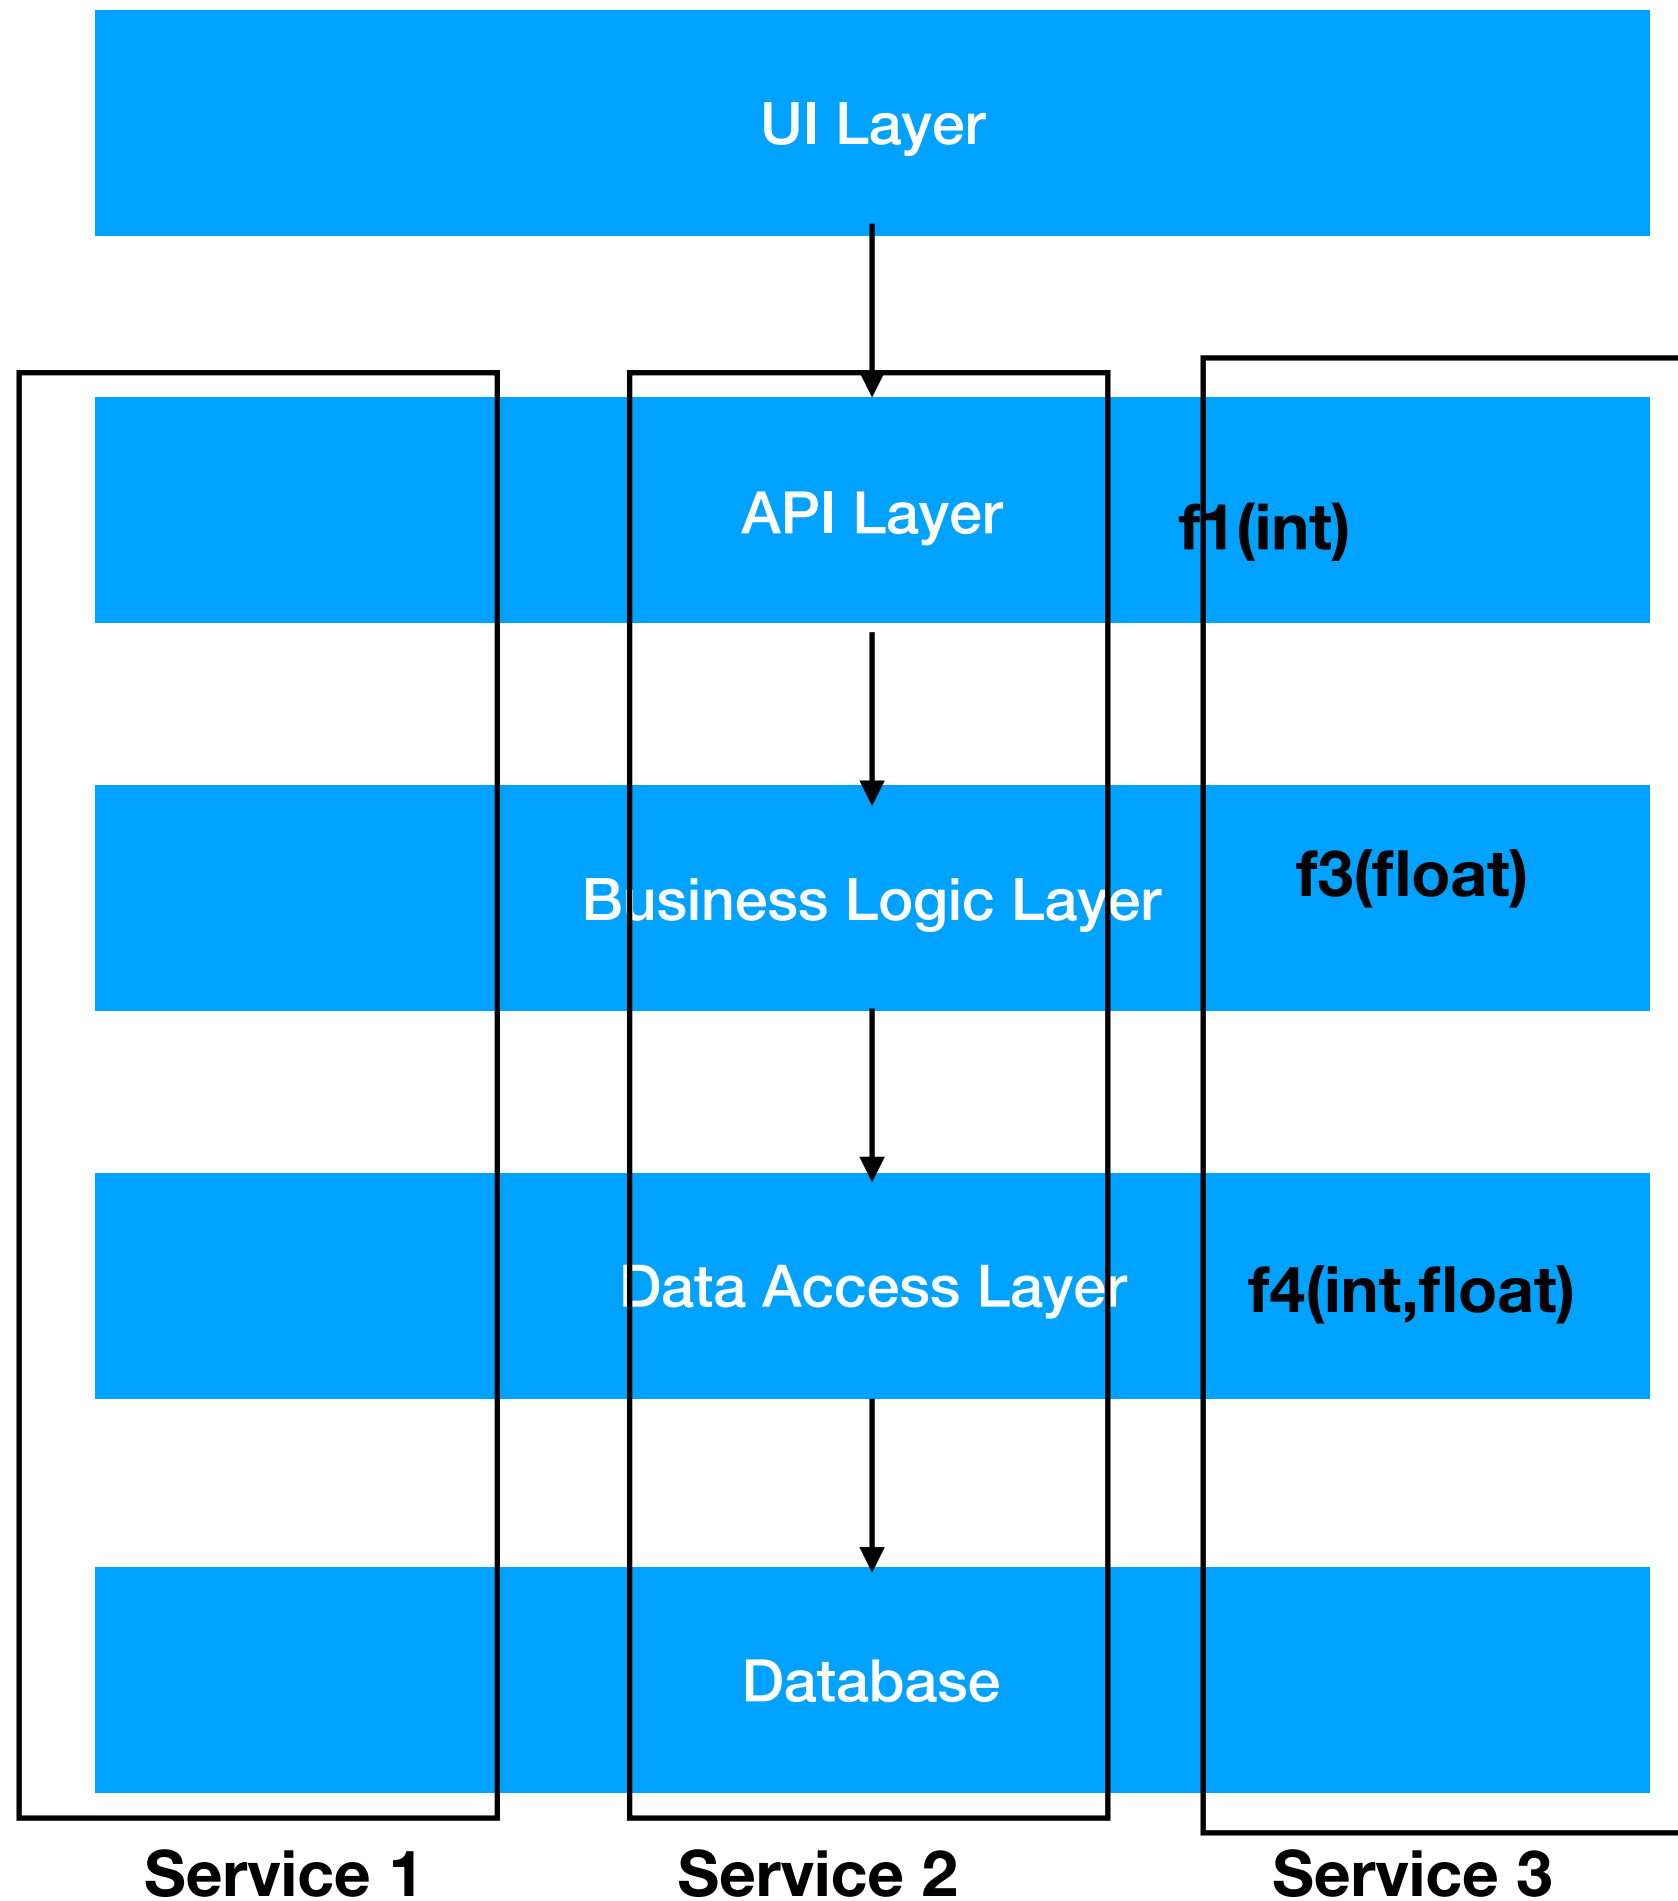 UI Layer
API Layer
f1(int)
Business Logic Layer
f3(float)
Data Access Layer
f4(int,float)
Database
Service 1
Service 2
Service 3